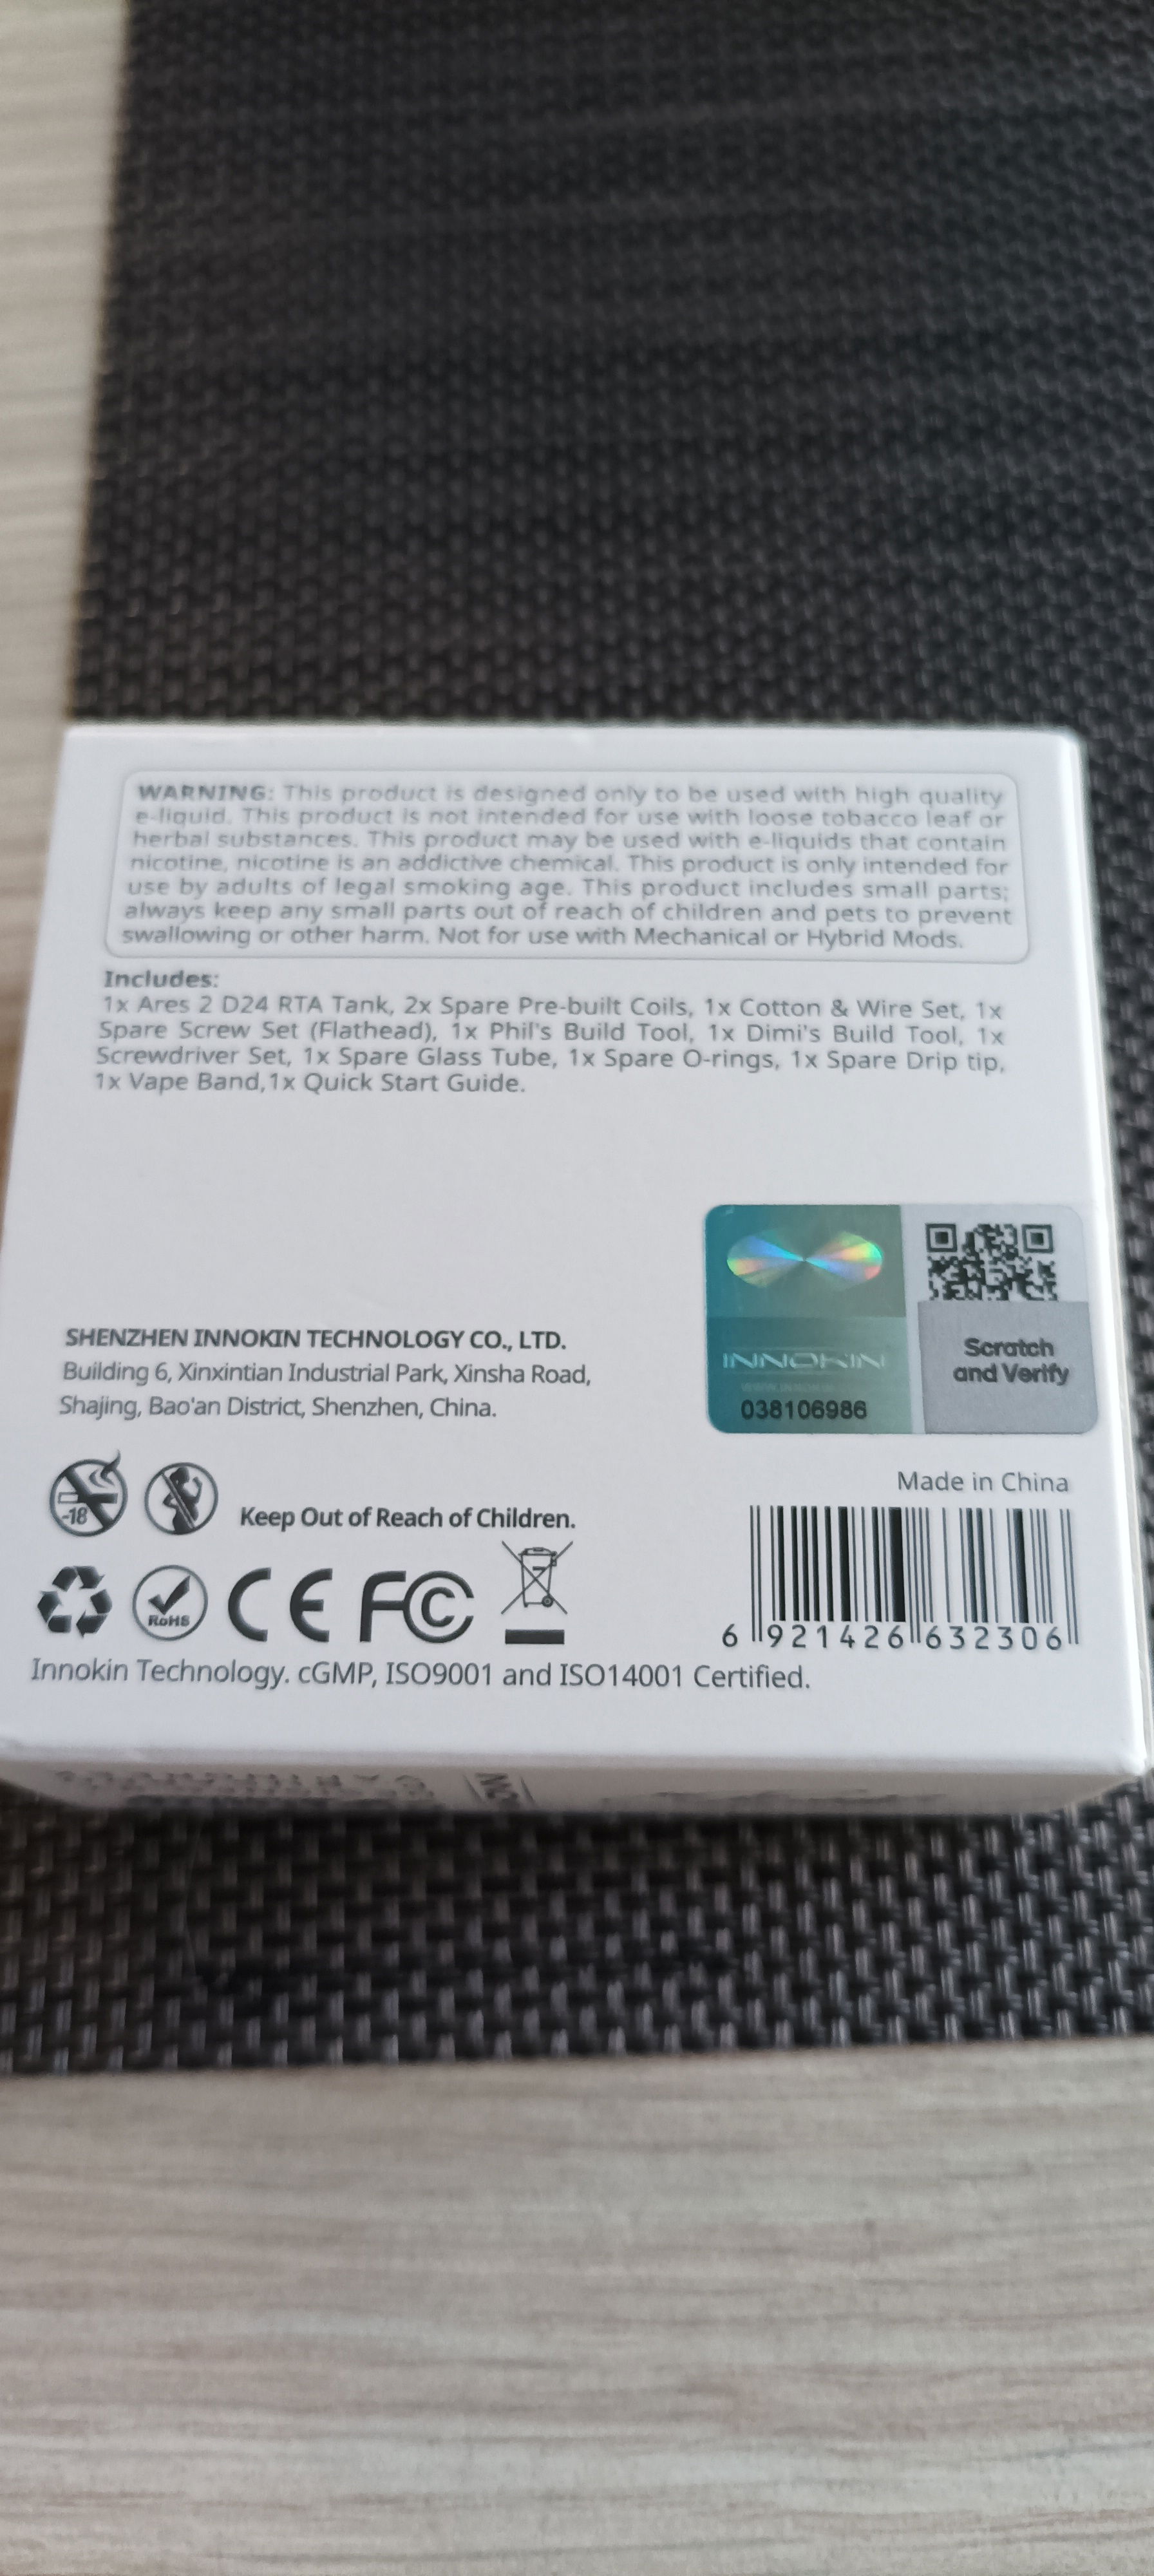 WARNING: This product is designed only to be used with high quality
e-liquid. This product is not intended for use with loose tobacco leaf or
herbal substances. This product may be used with e-liquids that contain
nicotine, nicotine is an addictive chemical. This product is only intended for
use by adults of legal smoking age. This product includes small parts;
always keep any small parts out of reach of children and pets to prevent
swallowing or other harm. Not for use with Mechanical or Hybrid Mods.
Includes:
1x Ares 2 D24 RTA Tank, 2x Spare Pre-built Coils, 1x Cotton & Wire Set, 1x
Spare Screw Set (Flathead), 1x Phil's Build Tool, 1x Dimi's Build Tool, 1x
Screwdriver Set, 1x Spare Glass Tube, 1x Spare O-rings, 1x Spare Drip tip,
1x Vape Band,1x Quick Start Guide.
SHENZHEN INNOKIN TECHNOLOGY CO., LTD.
Building 6, Xinxintian Industrial Park, Xinsha Road,
Shajing, Bao'an District, Shenzhen, China.
INNOKIN
038106986
Scratch
and Verify
Made in China
-18
Keep Out of Reach of Children.
RoHS
CE FC
6 921426 632306
Innokin Technology. cGMP, ISO9001 and ISO14001 Certified.